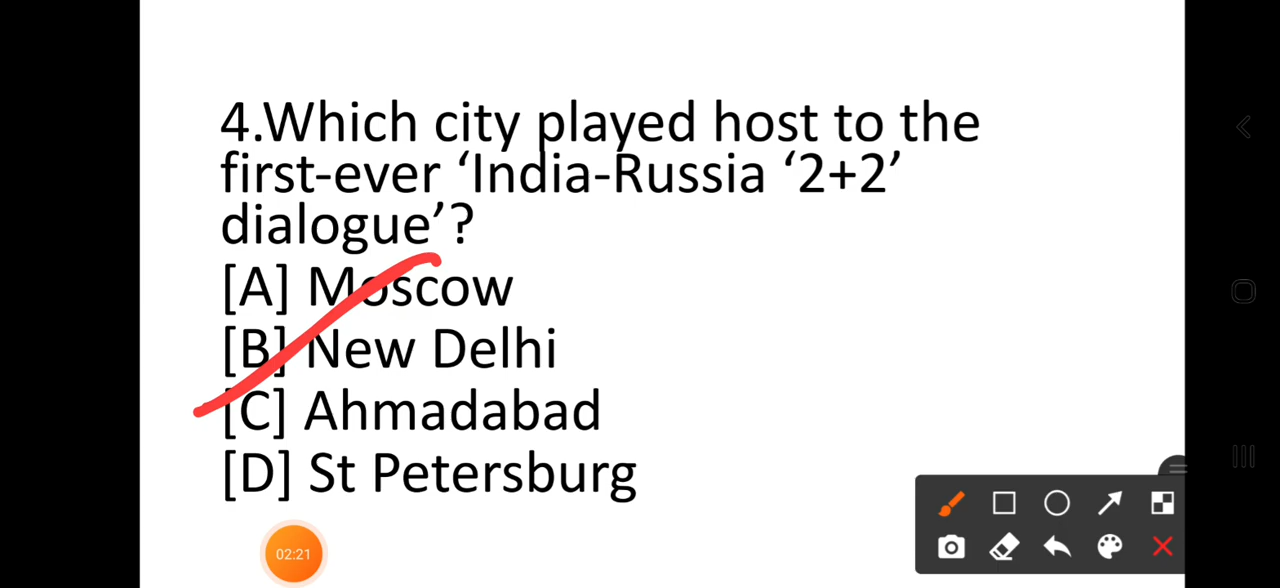 4.Which city played host to the
first-ever ‘India-Russia ‘2+2’
dialogue’?
[A] Moscow
[B] New Delhi
[C] Ahmadabad
[D] St Petersburg
02:21